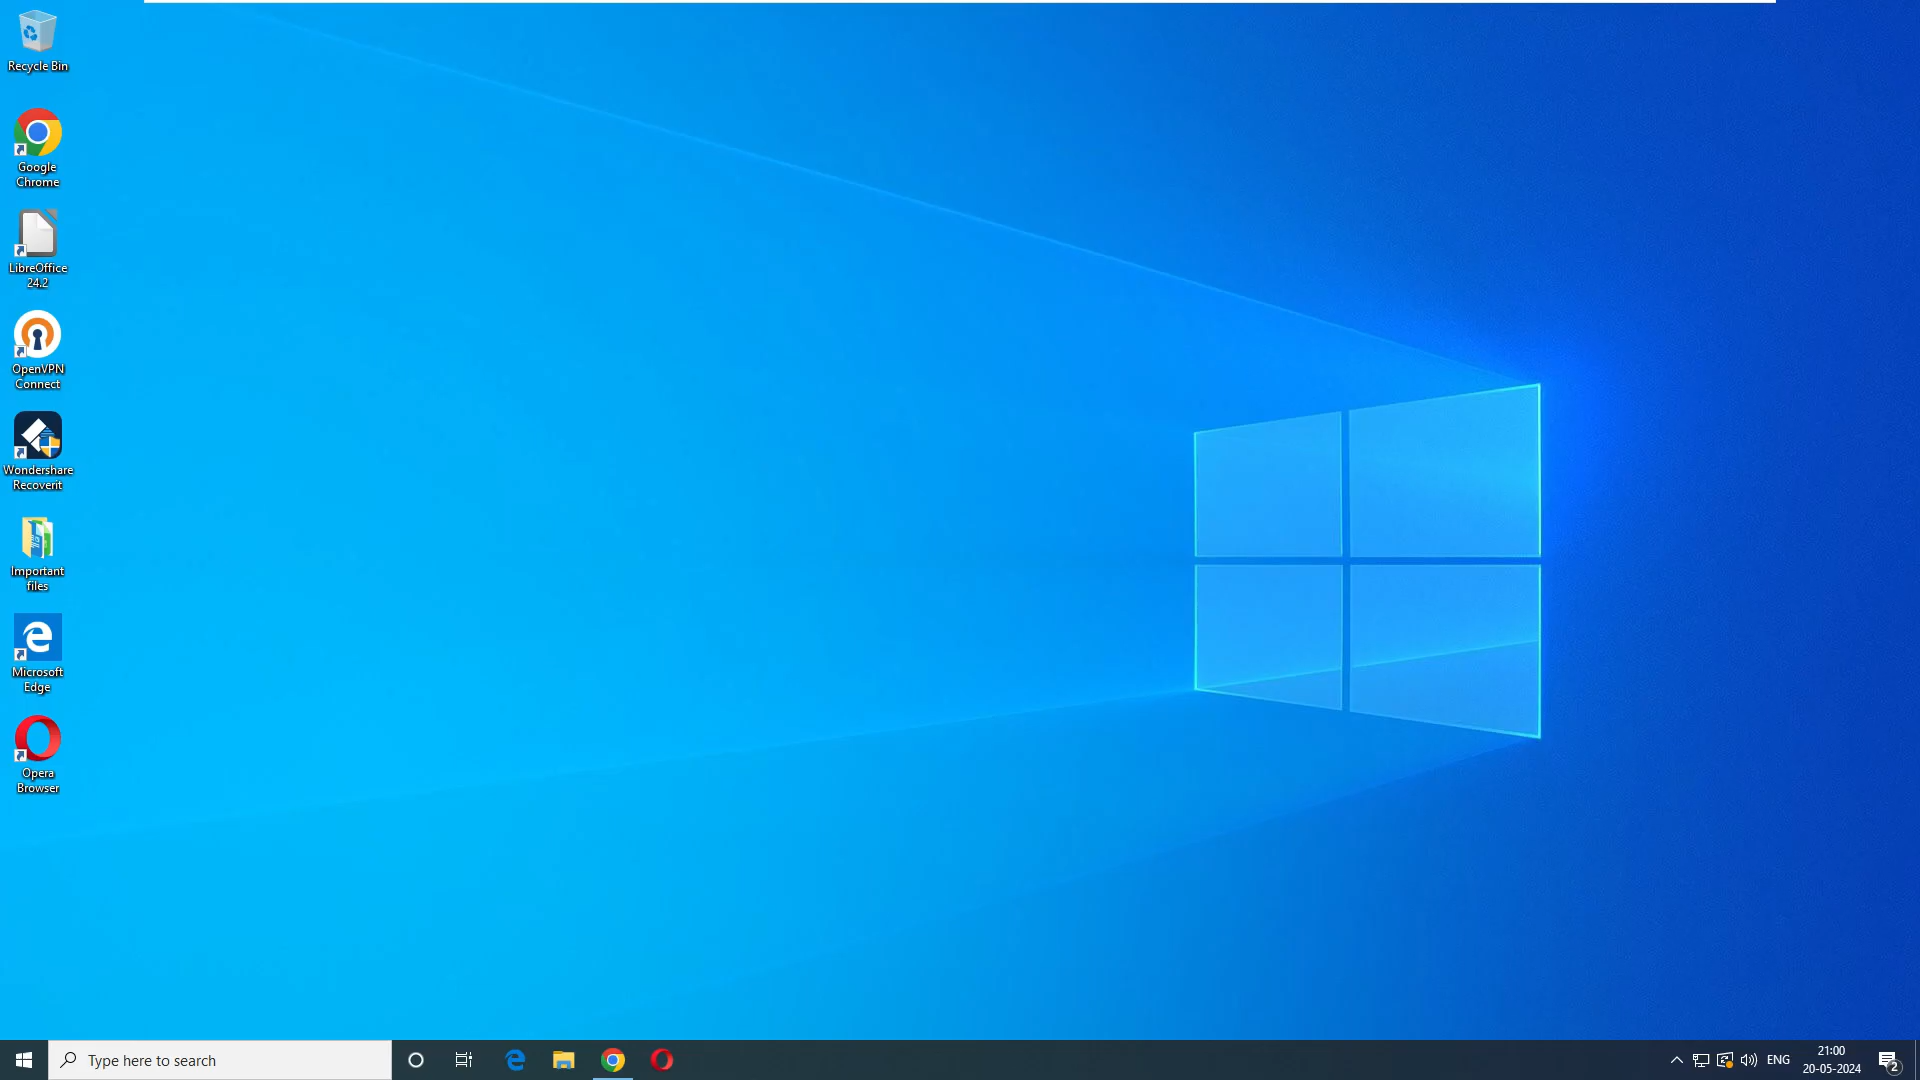 Recycle Bin
Google
Chrome
LibreOffice
24.2
OpenVPN
Connect
Wondershare
Recoverit
Important
files
Microsoft
Edge
Opera
Browser
Type here to search
ENG
21:00
20-05-2024
2